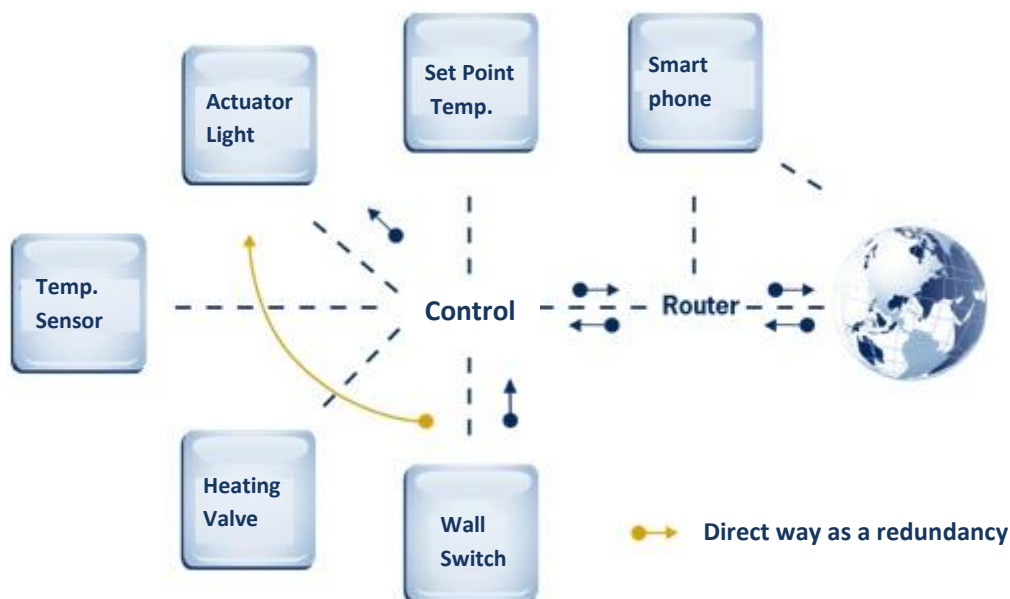 Actuator
Light
Set Point
Temp.
Smart
phone
Temp.
Sensor
Control
Router
Heating
Valve
Wall
Switch
Direct way as a redundancy